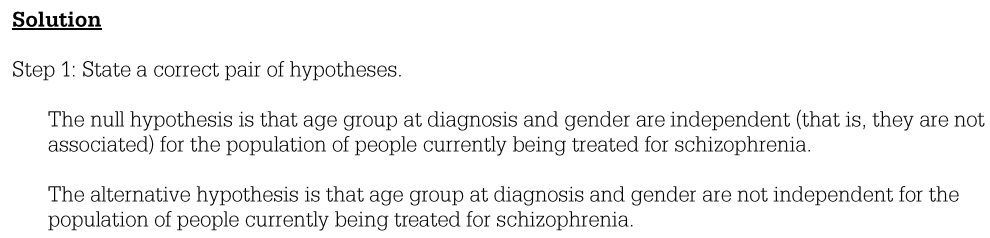 Solution
Step 1: State a correct pair of hypotheses.
The null hypothesis is that age group at diagnosis and gender are independent (that is, they are not
associated) for the population of people currently being treated for schizophrenia.
The alternative hypothesis is that age group at diagnosis and gender are not independent for the
population of people currently being treated for schizophrenia.